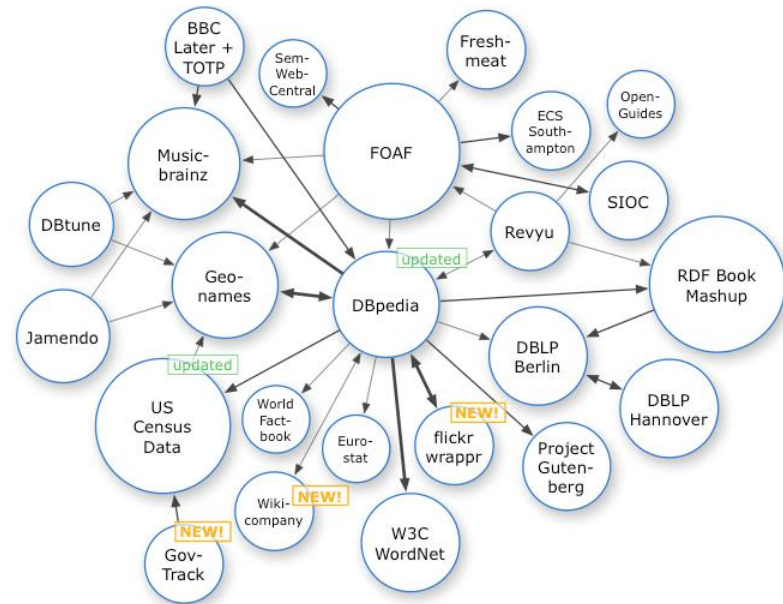 BBC
Later +
TOTP
Sem-
Web-
Central
Fresh-
meat
FOAF
ECS
South-
ampton
Open-
Guides
Music-
brainz
SIOC
DBtune
Revyu
updated
Geo-
names
DBpedia
RDF Book
Mashup
Jamendo
updated
DBLP
Berlin
US
Census
Data
World
Fact-
book
Euro-
stat
NEW!
flickr
wrappr
DBLP
Hannover
Project
Guten-
berg
NEW!
Wiki-
company
W3C
WordNet
NEW!
Gov-
Track